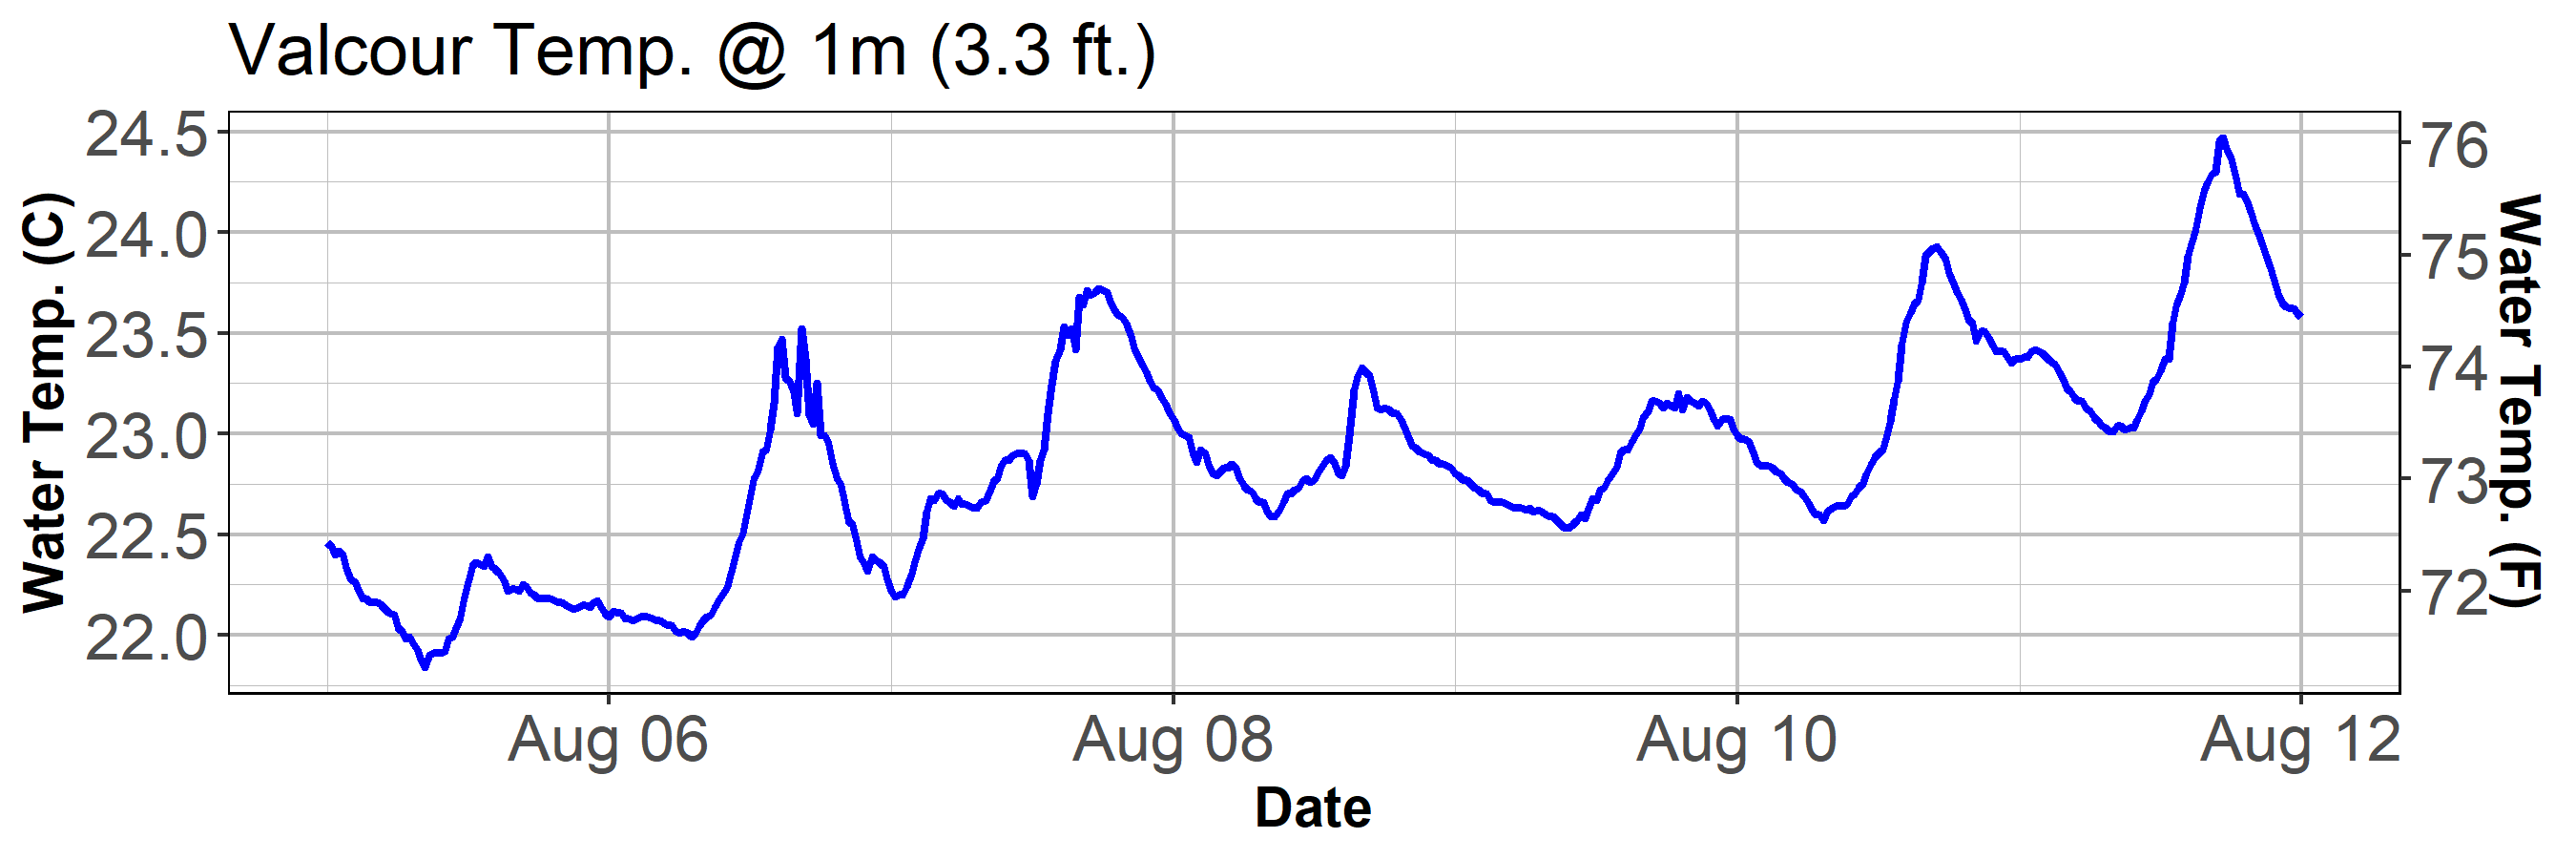 Valcour Temp. @ 1m (3.3 ft.)
24.5
24.0
23.5
23.0
22.5
22.0
Water Temp. (C)
76
75
74
73
72
Water Temp. (F)
Aug 06 Aug 08 Aug 10 Aug 12
Date